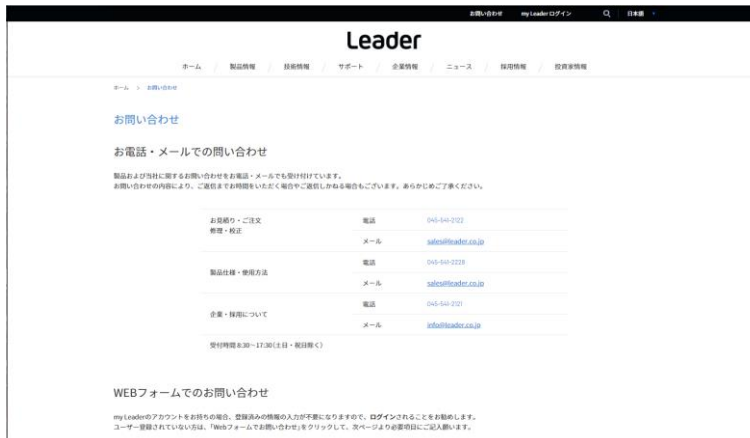 お問い合わせ my Leader ログイン 日本語
Leader
ホーム / 製品情報 / 技術情報 / サポート / 企業情報 / ニュース / 採用情報 / 投資家情報
ホーム > お問い合わせ
お問い合わせ
お電話・メールでの問い合わせ
製品および当社に関するお問い合わせをお電話・メールでも受け付けています。
お問い合わせの内容により、ご返信までお時間をいただく場合やご返信しかねる場合もございます。あらかじめご了承ください。
お見積り・ご注文
修理・校正
電話 045-541-2122
メール sales@leader.co.jp
製品仕様・使用方法
電話 045-541-2228
メール sales@leader.co.jp
企業・採用について
電話 045-541-2121
メール info@leader.co.jp
受付時間 8:30～17:30(土日・祝日除く)
WEBフォームでのお問い合わせ
my Leaderのアカウントをお持ちの場合、登録済みの情報の入力が不要になりますので、ログインされることをお勧めします。
ユーザー登録されていない方は、「Webフォームでお問い合わせ」をクリックして、次ページより必要項目にご記入願います。